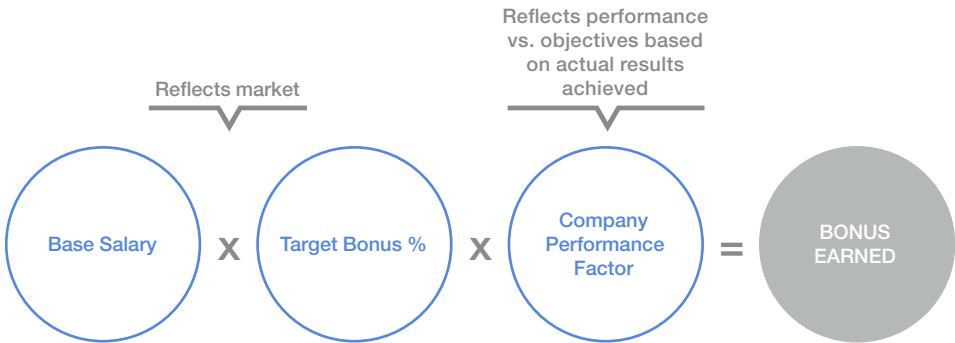 Reflects performance
vs. objectives based
on actual results
achieved
Reflects market
Base Salary
X
Target Bonus %
X
Company
Performance
Factor
=
BONUS
EARNED